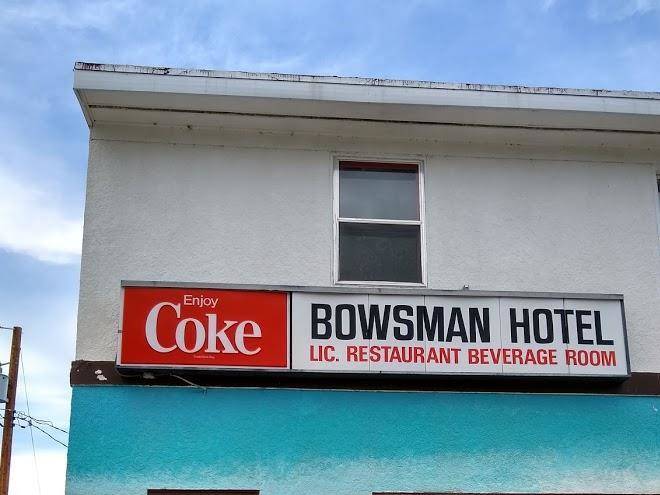 Enjoy
Coke
BOWSMAN HOTEL
LIC. RESTAURANT BEVERAGE ROOM